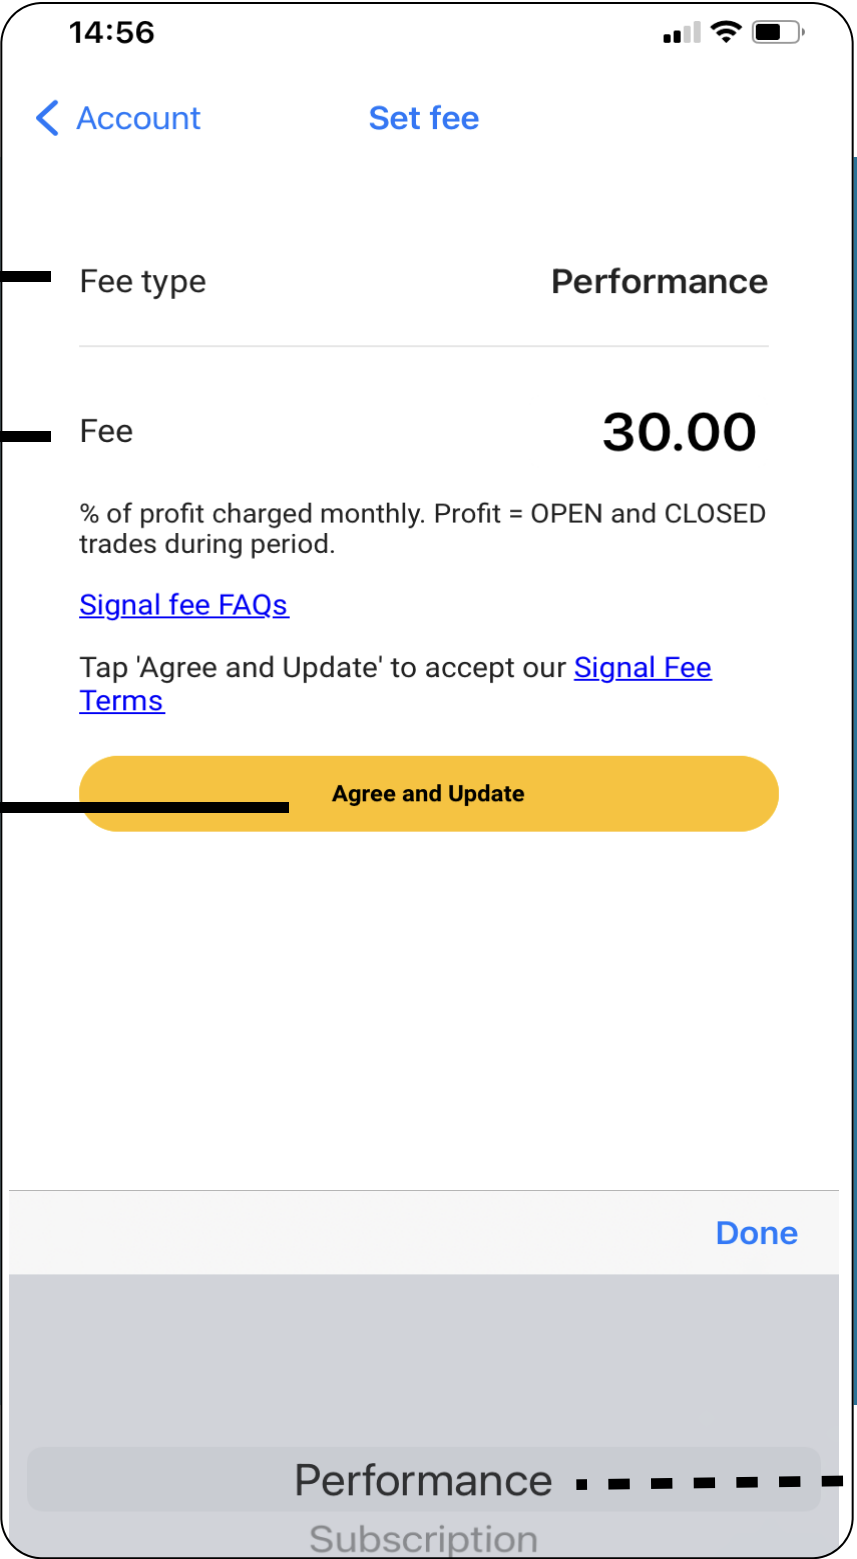 14:56
Account
Set fee
Fee type
Performance
Fee
30.00
% of profit charged monthly. Profit = OPEN and CLOSED
trades during period.
Signal fee FAQs
Tap 'Agree and Update' to accept our Signal Fee
Terms
Agree and Update
Done
Performance
Subscription